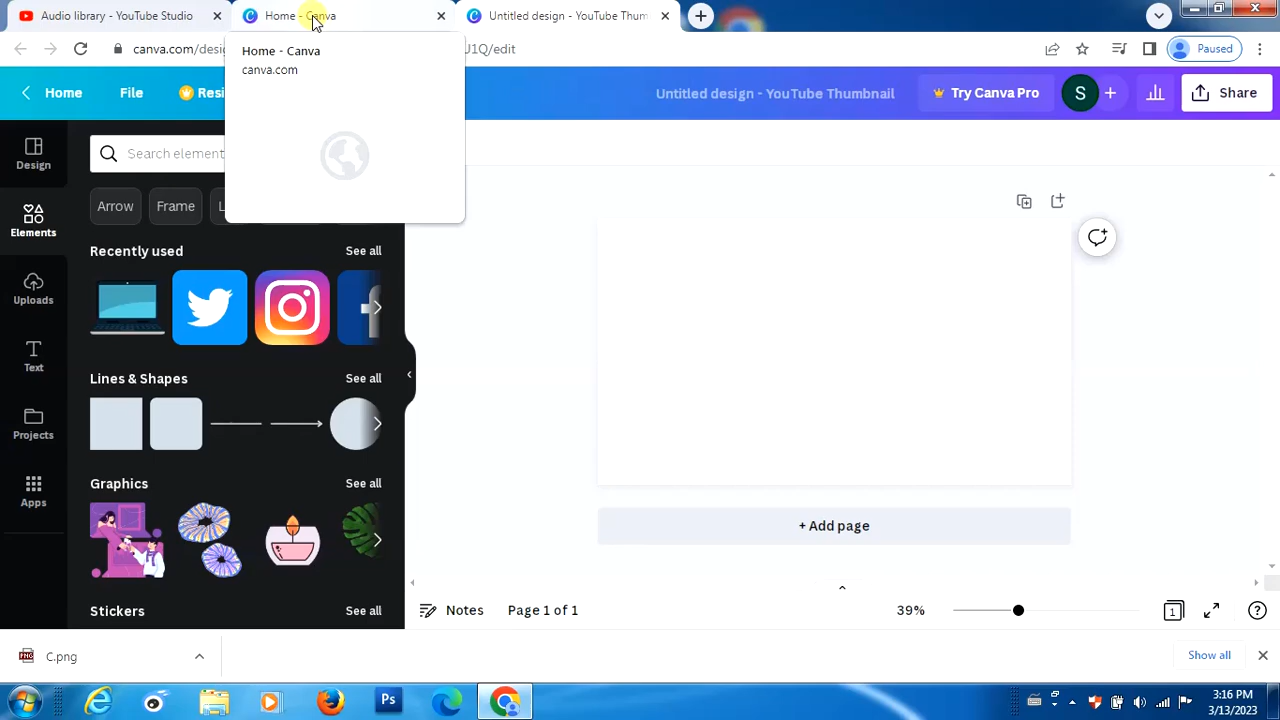 Audio library - YouTube Studio
Home - Canva
Untitled design - YouTube Thum
canva.com/desi
U1Q/edit
Paused
Home - Canva
canva.com
Home
File
Resi
Untitled design - YouTube Thumbnail
Try Canva Pro
S
Share
Design
Elements
Uploads
Text
Projects
Apps
Search element
Arrow
Frame
L
Recently used
See all
Lines & Shapes
See all
Graphics
See all
Stickers
See all
+ Add page
Notes
Page 1 of 1
39%
1
C.png
Show all
Ps
3:16 PM
3/13/2023